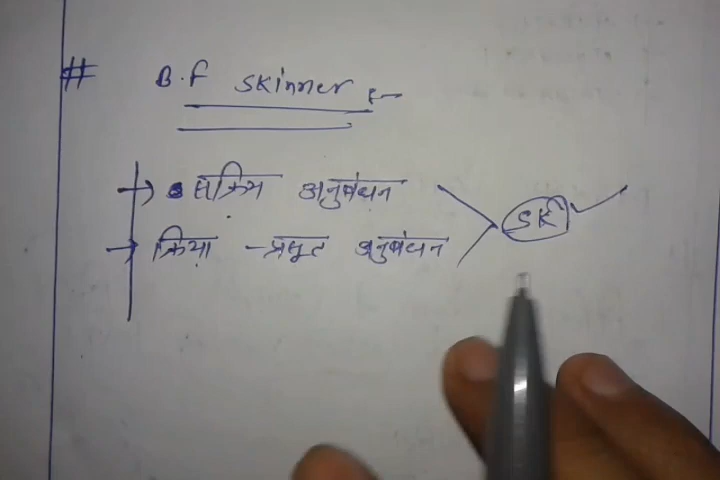 # B.F Skinner
→ सक्रिय अनुबंधन
→ क्रिया - प्रसूत अनुबंधन
SK